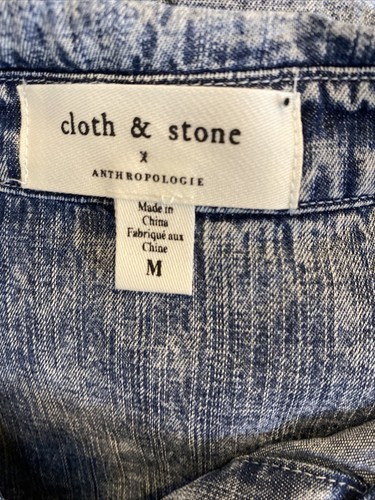 cloth & stone
x
ANTHROPOLOGIE
Made in
China
Fabriqué aux
Chine
M